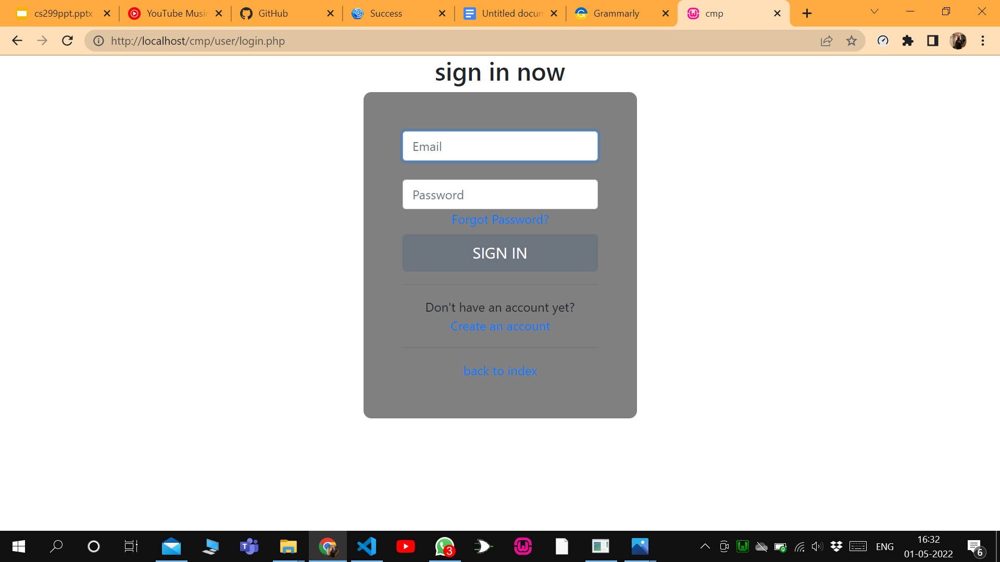 cs299ppt.pptx
YouTube Music
GitHub
Success
Untitled docum
Grammarly
cmp
http://localhost/cmp/user/login.php
sign in now
Email
Password
Forgot Password?
SIGN IN
Don't have an account yet?
Create an account
back to index
3
ENG
16:32
01-05-2022
6